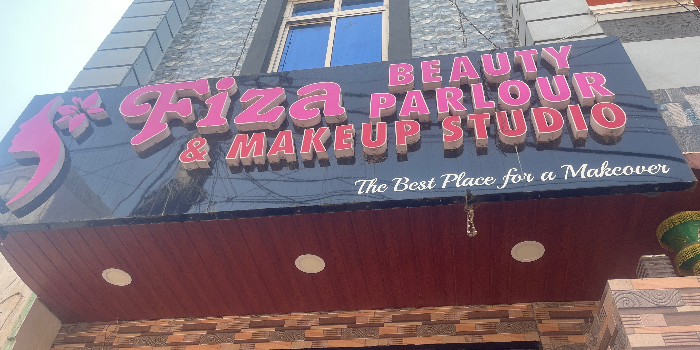 Fiza BEAUTY
PARLOUR
& MAKEUP STUDIO
The Best Place for a Makeover